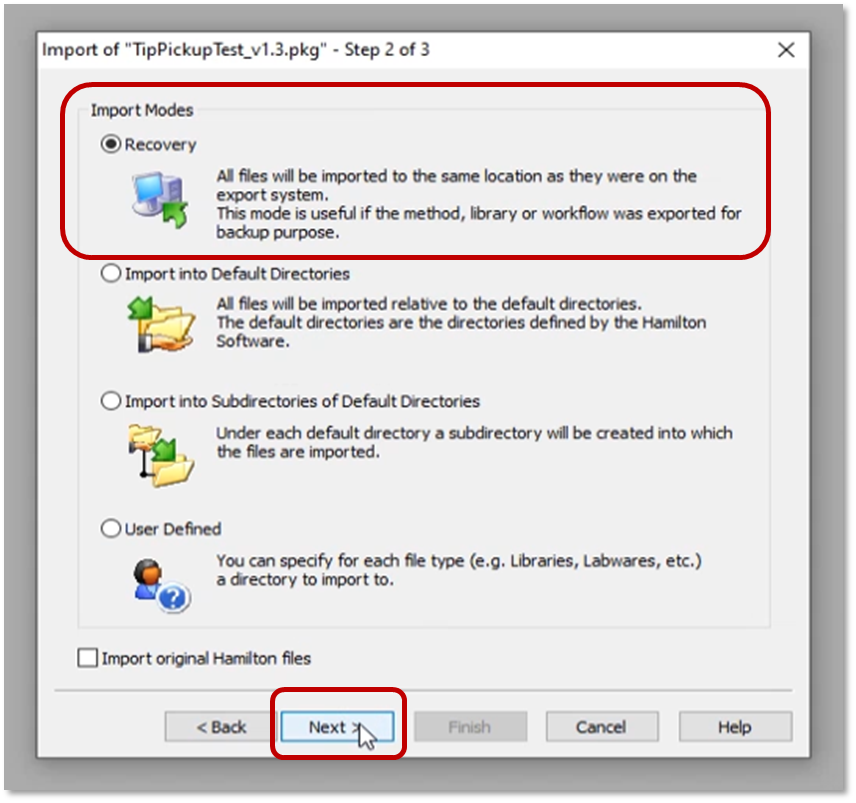 Import of "TipPickupTest_v1.3.pkg" - Step 2 of 3
Import Modes
Recovery
All files will be imported to the same location as they were on the
export system.
This mode is useful if the method, library or workflow was exported for
backup purpose.
Import into Default Directories
All files will be imported relative to the default directories.
The default directories are the directories defined by the Hamilton
Software.
Import into Subdirectories of Default Directories
Under each default directory a subdirectory will be created into which
the files are imported.
User Defined
You can specify for each file type (e.g. Libraries, Labwares, etc.)
a directory to import to.
Import original Hamilton files
< Back Next > Finish Cancel Help